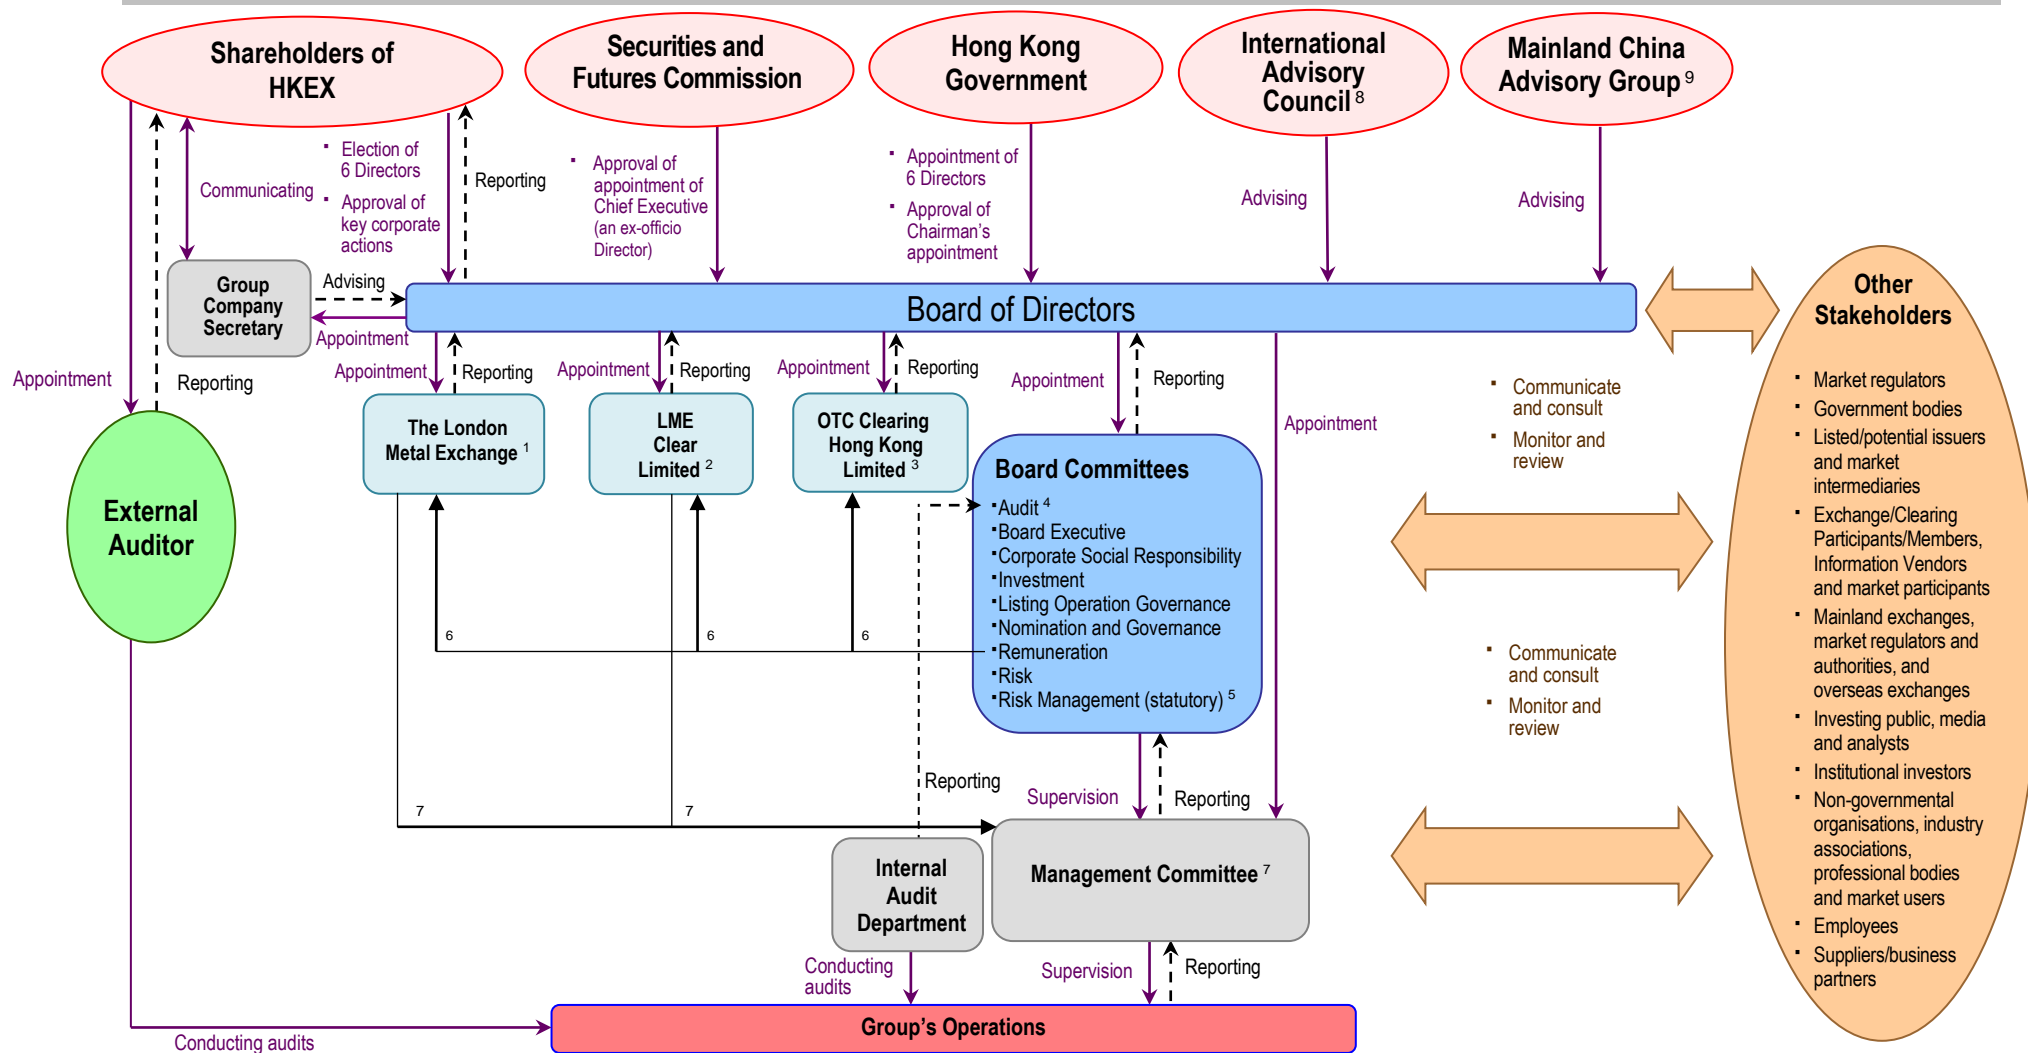 Shareholders of
HKEX
Securities and
Futures Commission
Hong Kong
Government
International
Advisory
Council 8
Mainland China
Advisory Group 9
Communicating
▪ Election of
6 Directors
▪ Approval of
key corporate
actions
Reporting
▪ Approval of
appointment of
Chief Executive
(an ex-officio
Director)
▪ Appointment of
6 Directors
▪ Approval of
Chairman's
appointment
Advising
Advising
Group
Company
Secretary
Advising
Appointment
Board of Directors
Appointment
Reporting
Appointment
Reporting
Appointment
Reporting
Appointment
Reporting
Appointment
Reporting
Appointment
External
Auditor
The London
Metal Exchange 1
LME
Clear
Limited 2
OTC Clearing
Hong Kong
Limited 3
Board Committees
▪Audit 4
▪Board Executive
▪Corporate Social Responsibility
▪Investment
▪Listing Operation Governance
▪Nomination and Governance
▪Remuneration
▪Risk
▪Risk Management (statutory) 5
6
6
6
7
7
Reporting
Supervision
Reporting
Internal
Audit
Department
Management Committee 7
Conducting
audits
Supervision
Reporting
Conducting audits
Group's Operations
▪ Communicate
and consult
▪ Monitor and
review
▪ Communicate
and consult
▪ Monitor and
review
Other
Stakeholders
▪ Market regulators
▪ Government bodies
▪ Listed/potential issuers
and market
intermediaries
▪ Exchange/Clearing
Participants/Members,
Information Vendors
and market participants
▪ Mainland exchanges,
market regulators and
authorities, and
overseas exchanges
▪ Investing public, media
and analysts
▪ Institutional investors
▪ Non-governmental
organisations, industry
associations,
professional bodies
and market users
▪ Employees
▪ Suppliers/business
partners